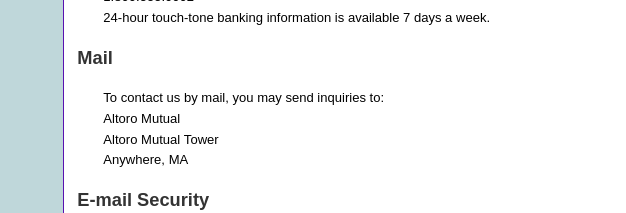 24-hour touch-tone banking information is available 7 days a week.
Mail
To contact us by mail, you may send inquiries to:
Altoro Mutual
Altoro Mutual Tower
Anywhere, MA
E-mail Security